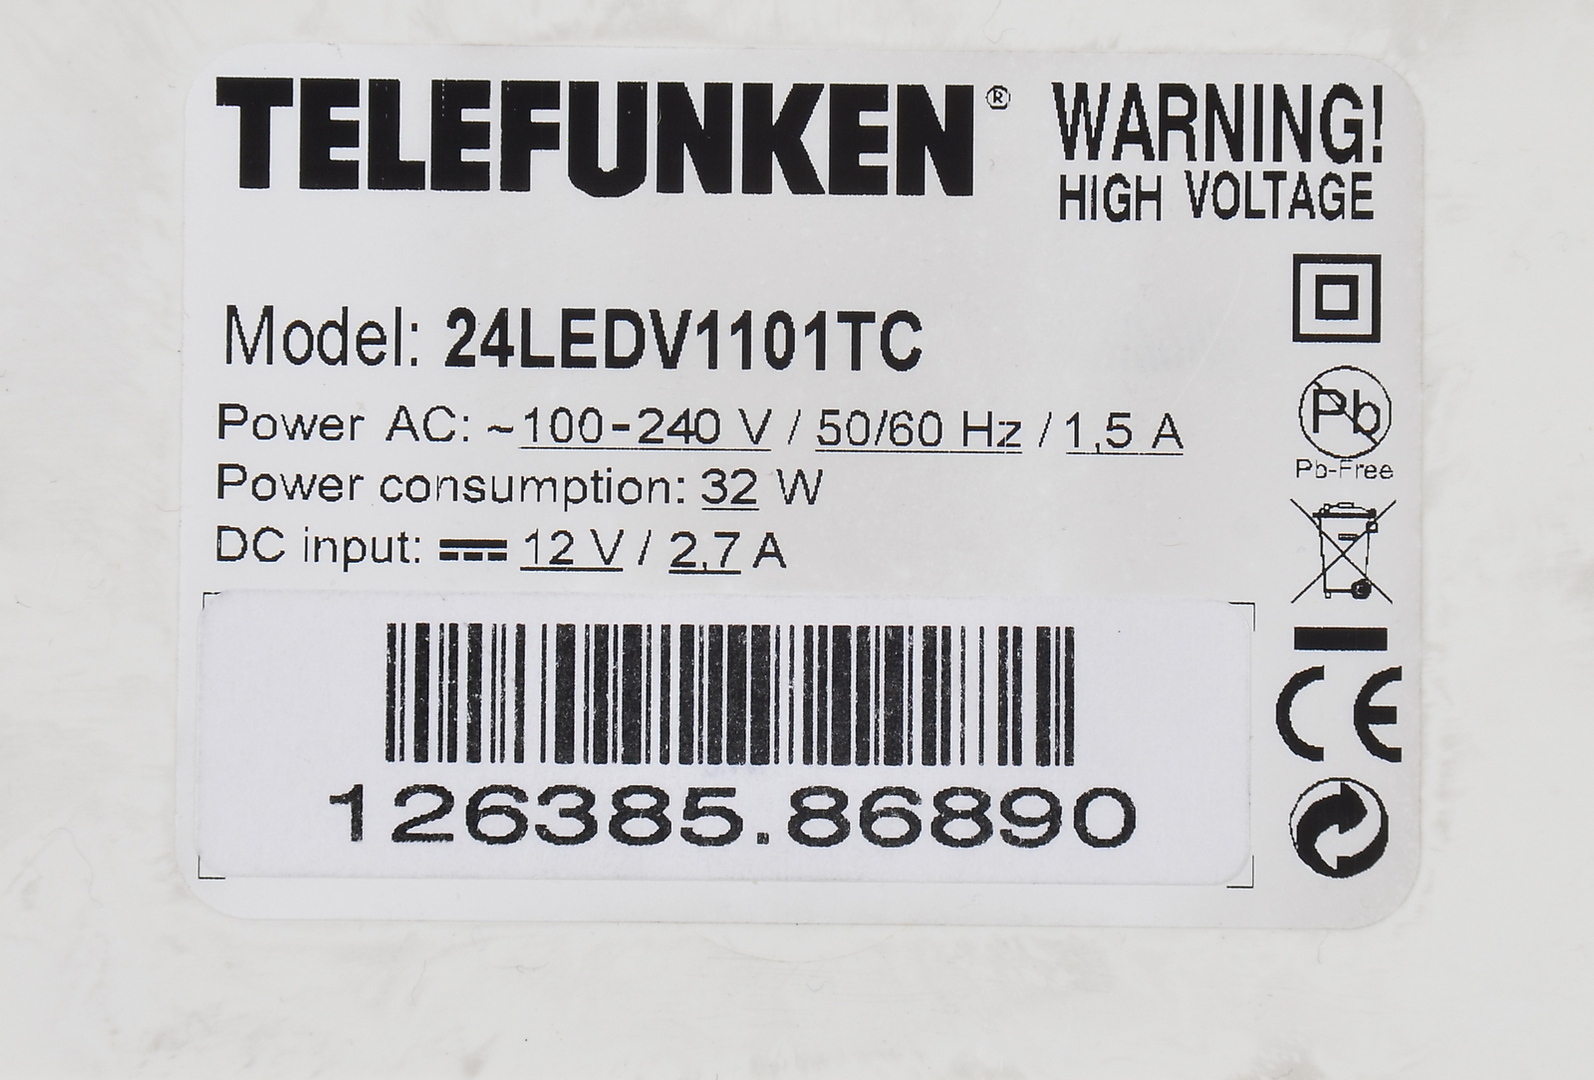 TELEFUNKEN®
WARNING!
HIGH VOLTAGE
Model: 24LEDV1101TC
Power AC: ~100-240 V / 50/60 Hz / 1,5 A
Power consumption: 32 W
DC input: ⎓ 12 V / 2,7 A
Pb
Pb-Free
CE
126385.86890